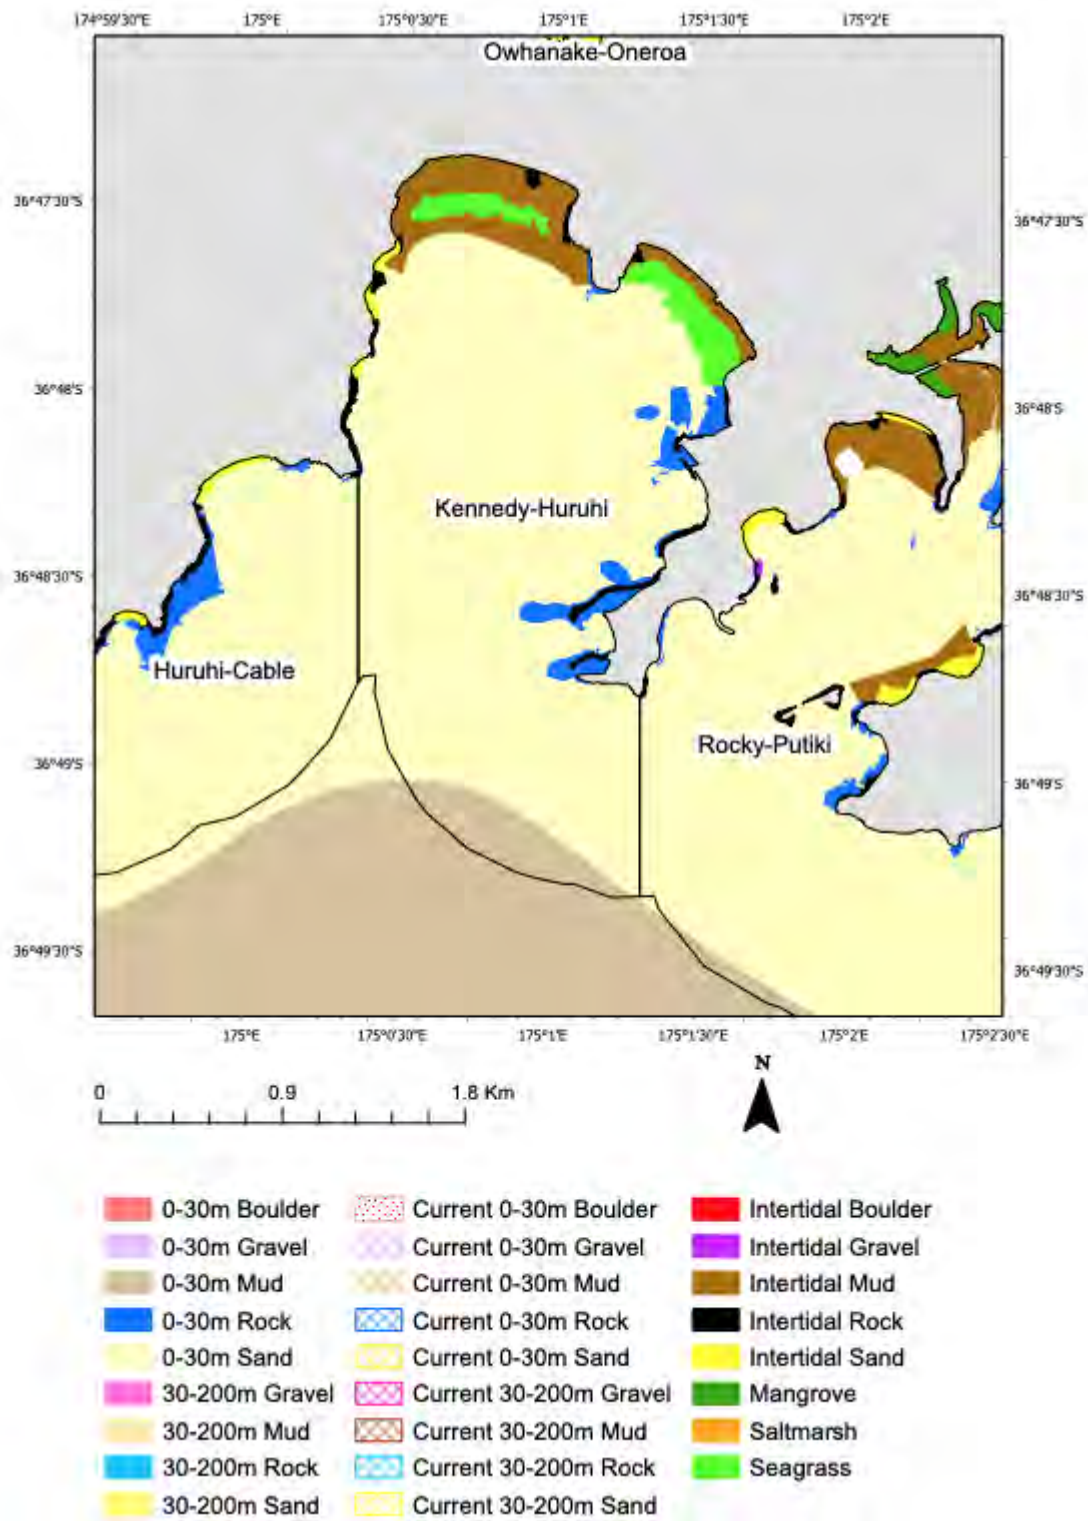 174°59'30"E 175°E 175°0'30"E 175°1'E 175°1'30"E 175°2'E
Owhanake-Oneroa
36°47'30"S
36°47'30"S
36°48'S
36°48'S
Kennedy-Huruhi
36°48'30"S
36°48'30"S
Huruhi-Cable
Rocky-Putiki
36°49'S
36°49'S
36°49'30"S
36°49'30"S
175°E 175°0'30"E 175°1'E 175°1'30"E 175°2'E 175°2'30"E
N
0 0.9 1.8 Km
0-30m Boulder Current 0-30m Boulder Intertidal Boulder
0-30m Gravel Current 0-30m Gravel Intertidal Gravel
0-30m Mud Current 0-30m Mud Intertidal Mud
0-30m Rock Current 0-30m Rock Intertidal Rock
0-30m Sand Current 0-30m Sand Intertidal Sand
30-200m Gravel Current 30-200m Gravel Mangrove
30-200m Mud Current 30-200m Mud Saltmarsh
30-200m Rock Current 30-200m Rock Seagrass
30-200m Sand Current 30-200m Sand